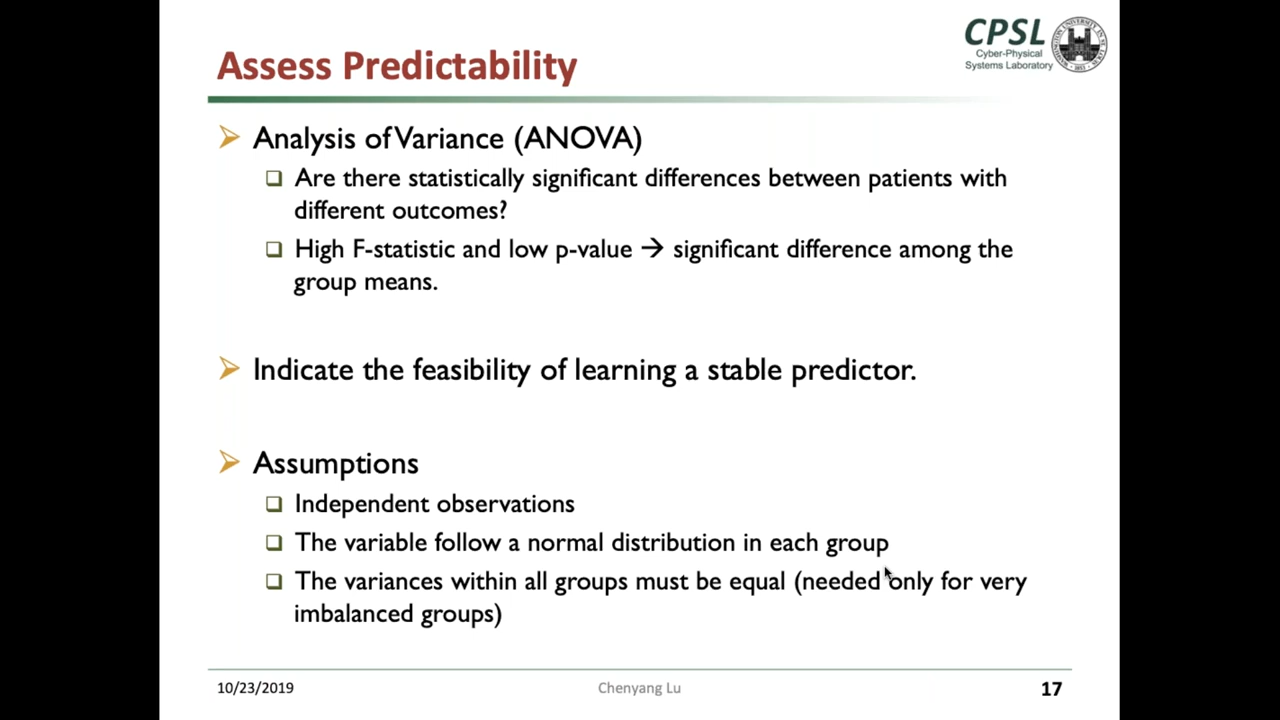 CPSL
Cyber-Physical
Systems Laboratory
Assess Predictability
Analysis of Variance (ANOVA)
Are there statistically significant differences between patients with
different outcomes?
High F-statistic and low p-value → significant difference among the
group means.
Indicate the feasibility of learning a stable predictor.
Assumptions
Independent observations
The variable follow a normal distribution in each group
The variances within all groups must be equal (needed only for very
imbalanced groups)
10/23/2019
Chenyang Lu
17